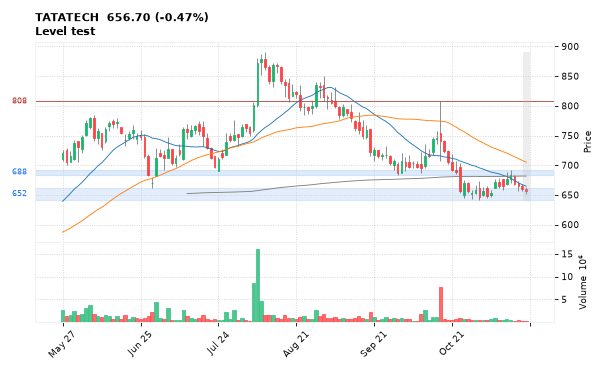 TATATECH 656.70 (-0.47%)
Level test
900
850
808
800
750
700
688
652
650
600
Price
15
10
5
Volume 10⁶
May 27
Jun 25
Jul 24
Aug 21
Sep 21
Oct 21